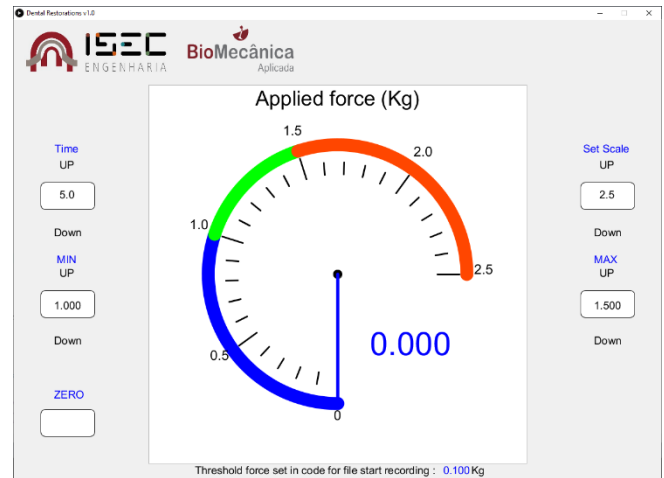 Dental Restorations v1.0
ISEC
ENGENHARIA
BioMecânica
Aplicada
Applied force (Kg)
Time
UP
5.0
Down
MIN
UP
1.000
Down
ZERO
0
0.5
1.0
1.5
2.0
2.5
0.000
Set Scale
UP
2.5
Down
MAX
UP
1.500
Down
Threshold force set in code for file start recording : 0.100 Kg